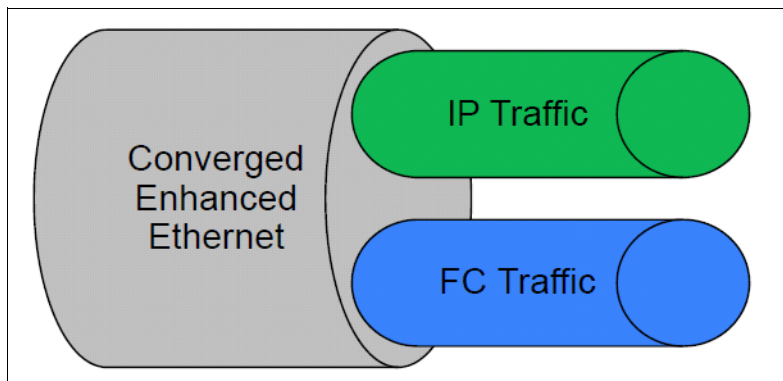 Converged
Enhanced
Ethernet
IP Traffic
FC Traffic